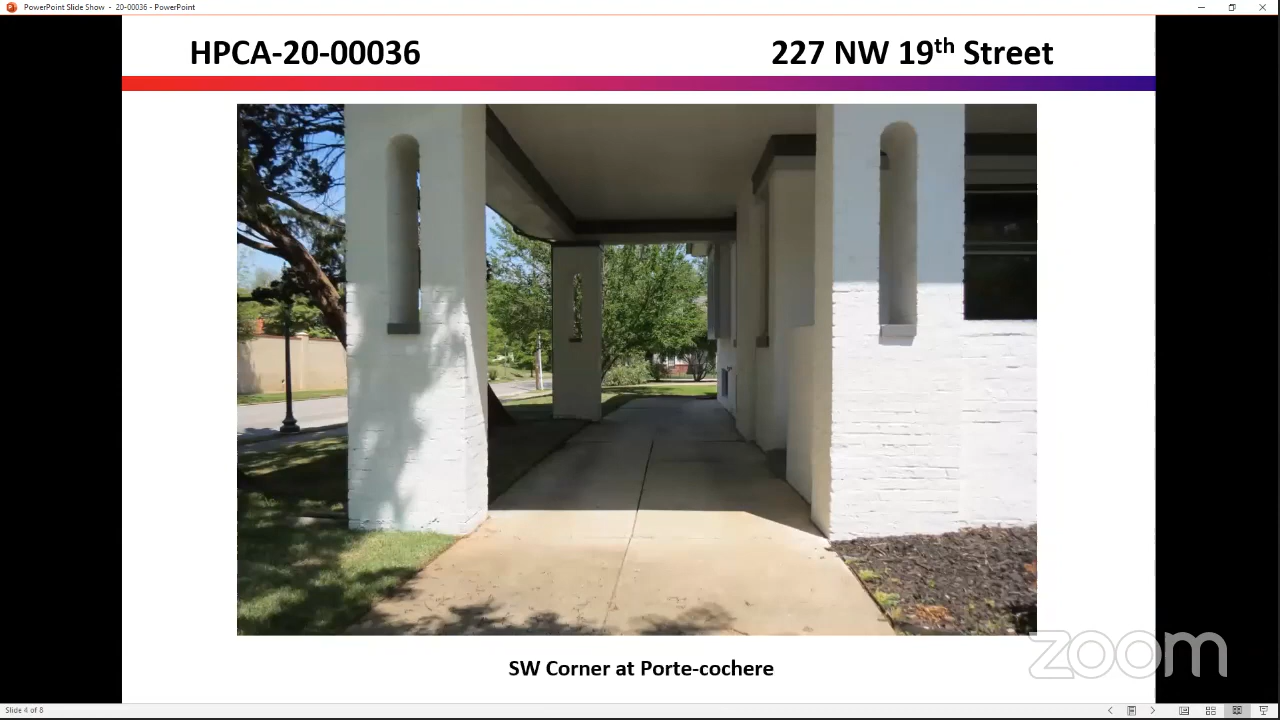 PowerPoint Slide Show - 20-00036 - PowerPoint
HPCA-20-00036
227 NW 19th Street
SW Corner at Porte-cochere
zoom
Slide 4 of 8